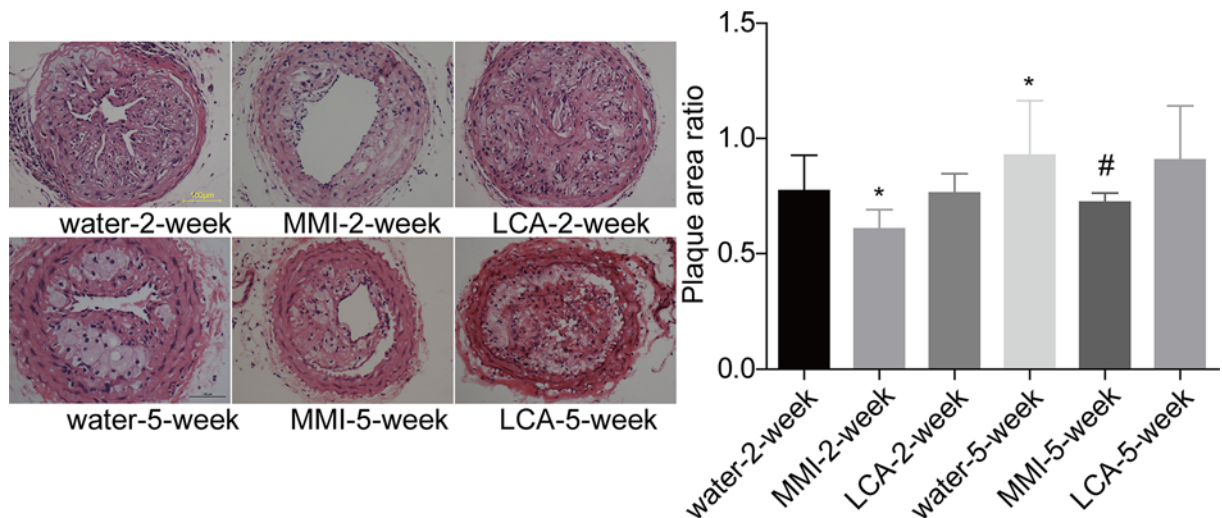 100μm
water-2-week MMI-2-week LCA-2-week
water-5-week MMI-5-week LCA-5-week
Plaque area ratio
1.5
1.0
0.5
0.0
*
*
#
water-2-week
MMI-2-week
LCA-2-week
water-5-week
MMI-5-week
LCA-5-week